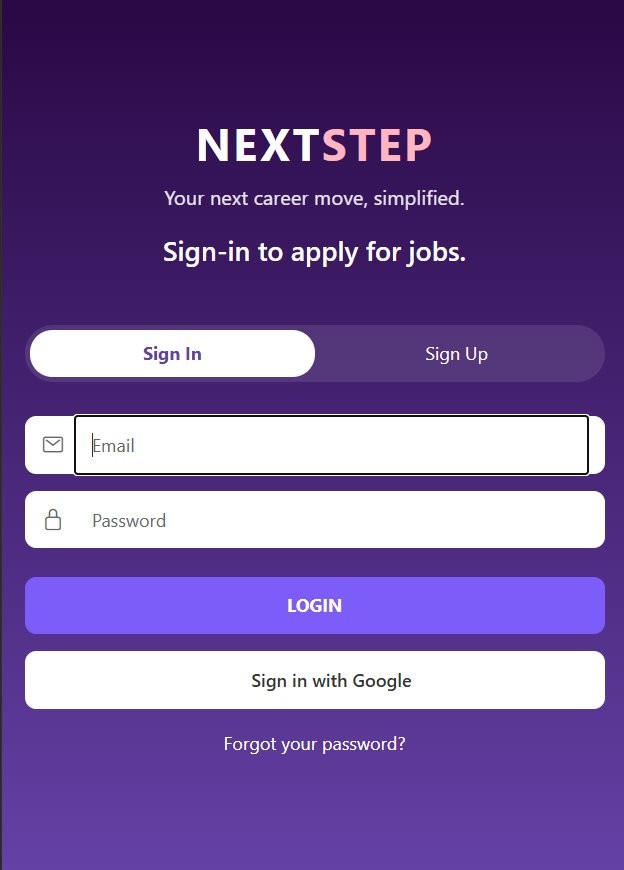 NEXTSTEP
Your next career move, simplified.
Sign-in to apply for jobs.
Sign In
Sign Up
Email
Password
LOGIN
Sign in with Google
Forgot your password?